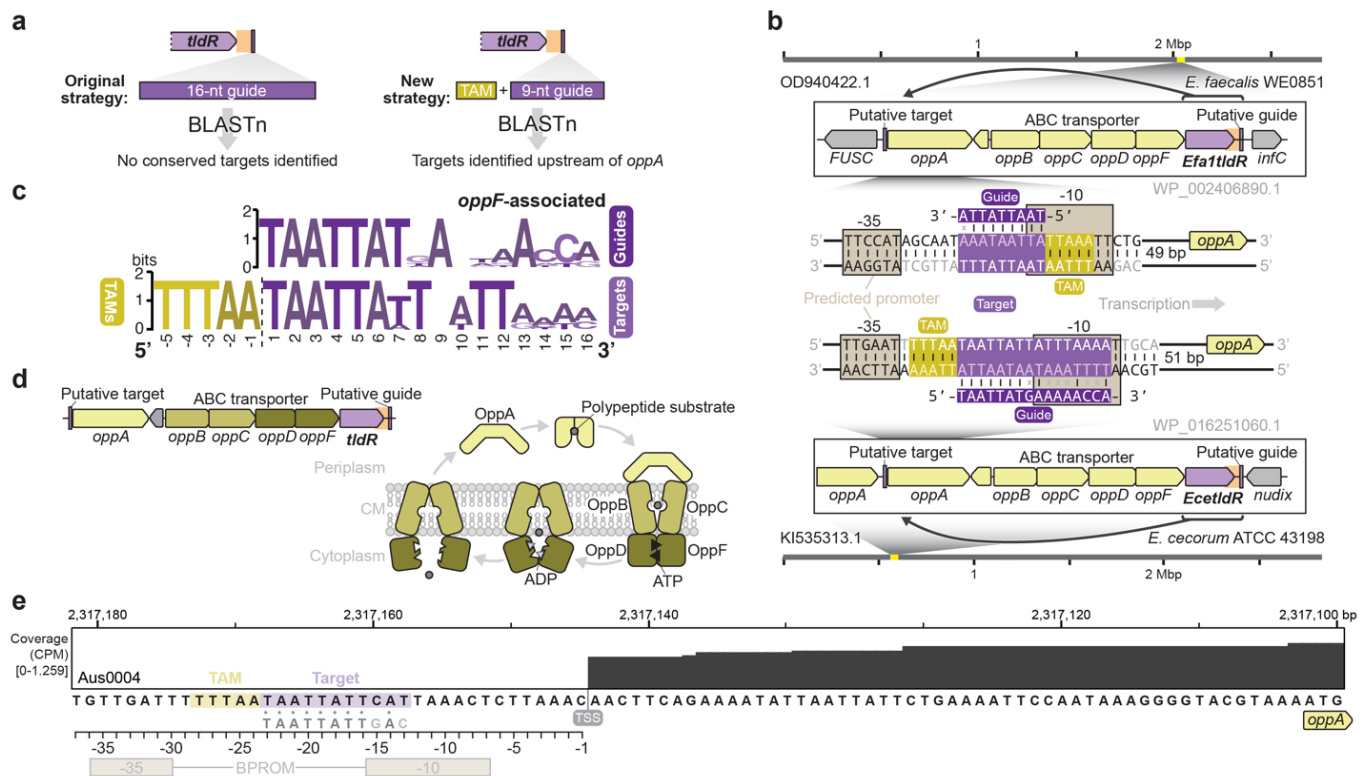 a
tldR
tldR
Original strategy:
16-nt guide
New strategy:
TAM + 9-nt guide
BLASTn
BLASTn
No conserved targets identified
Targets identified upstream of oppA
b
1
2 Mbp
OD940422.1
E. faecalis WE0851
Putative target
ABC transporter
Putative guide
FUSC
oppA
oppB
oppC
oppD
oppF
Efa1tldR
infC
WP_002406890.1
Guide
-10
3'-ATTATTAAT-5'
-35
5' TTCCATAGCAATAAATAATTATTAAATTCTG oppA 3'
3' AAGGTATCGTTATTTATTAATAATTTAAGAC 49 bp 5'
TAM
Predicted promoter
Target
Transcription
-35
TAM
-10
5' TTGAATTTTTAATAATTATTATTTAAAATTGCA oppA 3'
3' AACTTAAAAATTATTAATAATAAATTTTAACGT 51 bp 5'
5'-ATTATGAAAAACCA-3'
Guide
WP_016251060.1
Putative target
ABC transporter
Putative guide
oppA
oppA
oppB
oppC
oppD
oppF
EcetldR
nudix
KI535313.1
E. cecorum ATCC 43198
1
2 Mbp
c
oppF-associated
2
1
0
TAATTAT
Guides
bits
2
1
0
TAMs
TTTAA
TAATTA
Targets
5' -5 -4 -3 -2 -1 1 2 3 4 5 6 7 8 9 10 11 12 13 14 15 16 3'
d
Putative target
ABC transporter
Putative guide
oppA
oppB
oppC
oppD
oppF
tldR
OppA
Polypeptide substrate
Periplasm
CM
OppB
OppC
Cytoplasm
OppD
OppF
ADP
ATP
e
2,317,180
2,317,160
2,317,140
2,317,120
2,317,100 bp
Coverage (CPM) [0-1.259]
Aus0004
TAM
Target
TGTTGATTTTTTAATAATTATTCATTAAACTCTTAAACAACTTCAGAAAATATTAATTATTCTGAAATTCCAATAAAGGGGTACGTAAAATG
TAATTATTGAC
TSS
oppA
-35 -30 -25 -20 -15 -10 -5 -1
-35
BPROM
-10